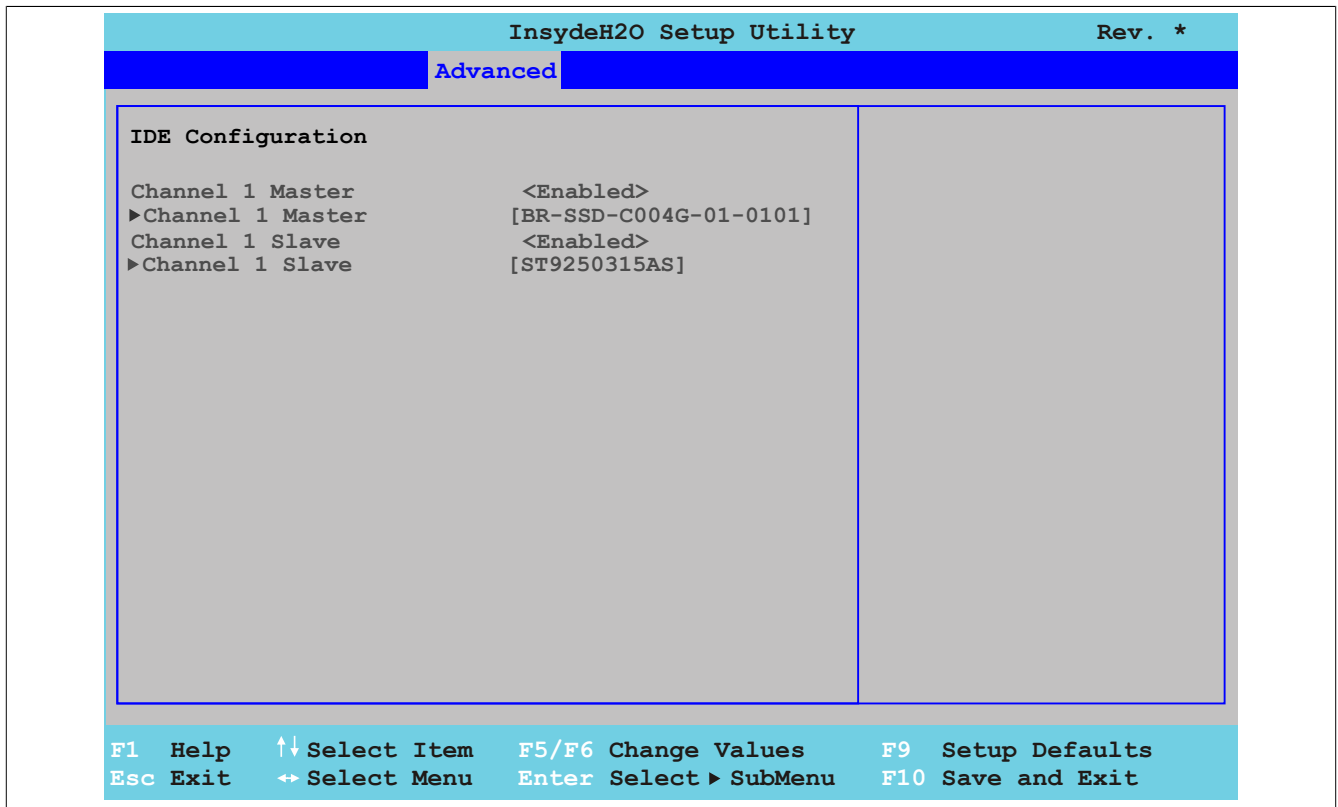 InsydeH2O Setup Utility Rev. *
Advanced
IDE Configuration
Channel 1 Master <Enabled>
▶Channel 1 Master [BR-SSD-C004G-01-0101]
Channel 1 Slave <Enabled>
▶Channel 1 Slave [ST9250315AS]
F1 Help ↑↓ Select Item F5/F6 Change Values F9 Setup Defaults
Esc Exit ↔ Select Menu Enter Select ▶ SubMenu F10 Save and Exit